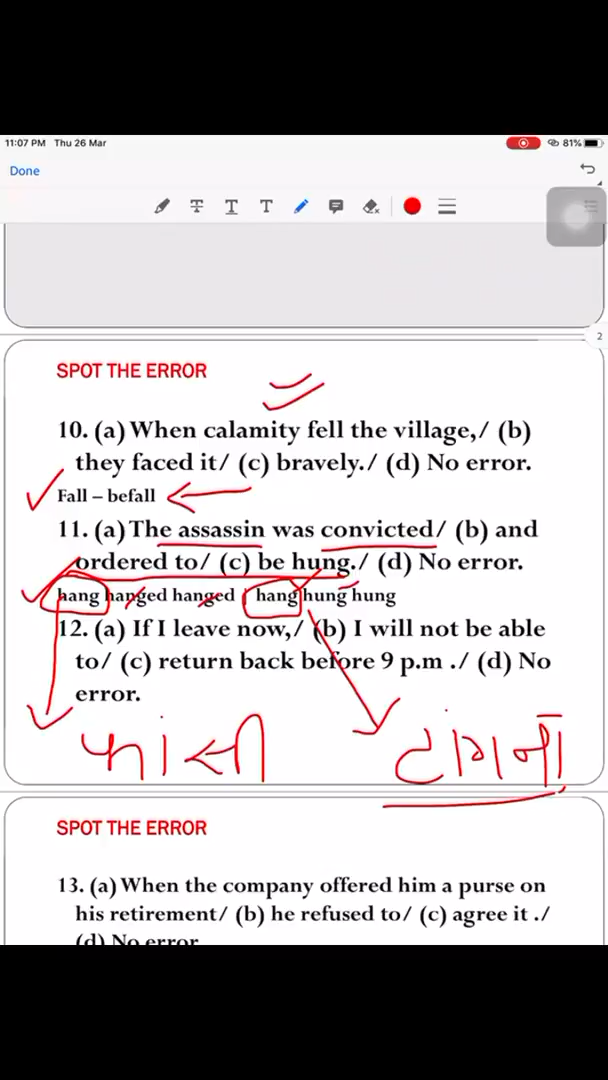 11:07 PM Thu 26 Mar
81%
Done
2
SPOT THE ERROR
10. (a) When calamity fell the village,/ (b)
they faced it/ (c) bravely./ (d) No error.
Fall – befall
11. (a) The assassin was convicted/ (b) and
ordered to/ (c) be hung./ (d) No error.
hang hanged hanged hang hung hung
12. (a) If I leave now,/ (b) I will not be able
to/ (c) return back before 9 p.m ./ (d) No
error.
SPOT THE ERROR
13. (a) When the company offered him a purse on
his retirement/ (b) he refused to/ (c) agree it ./
(d) No error